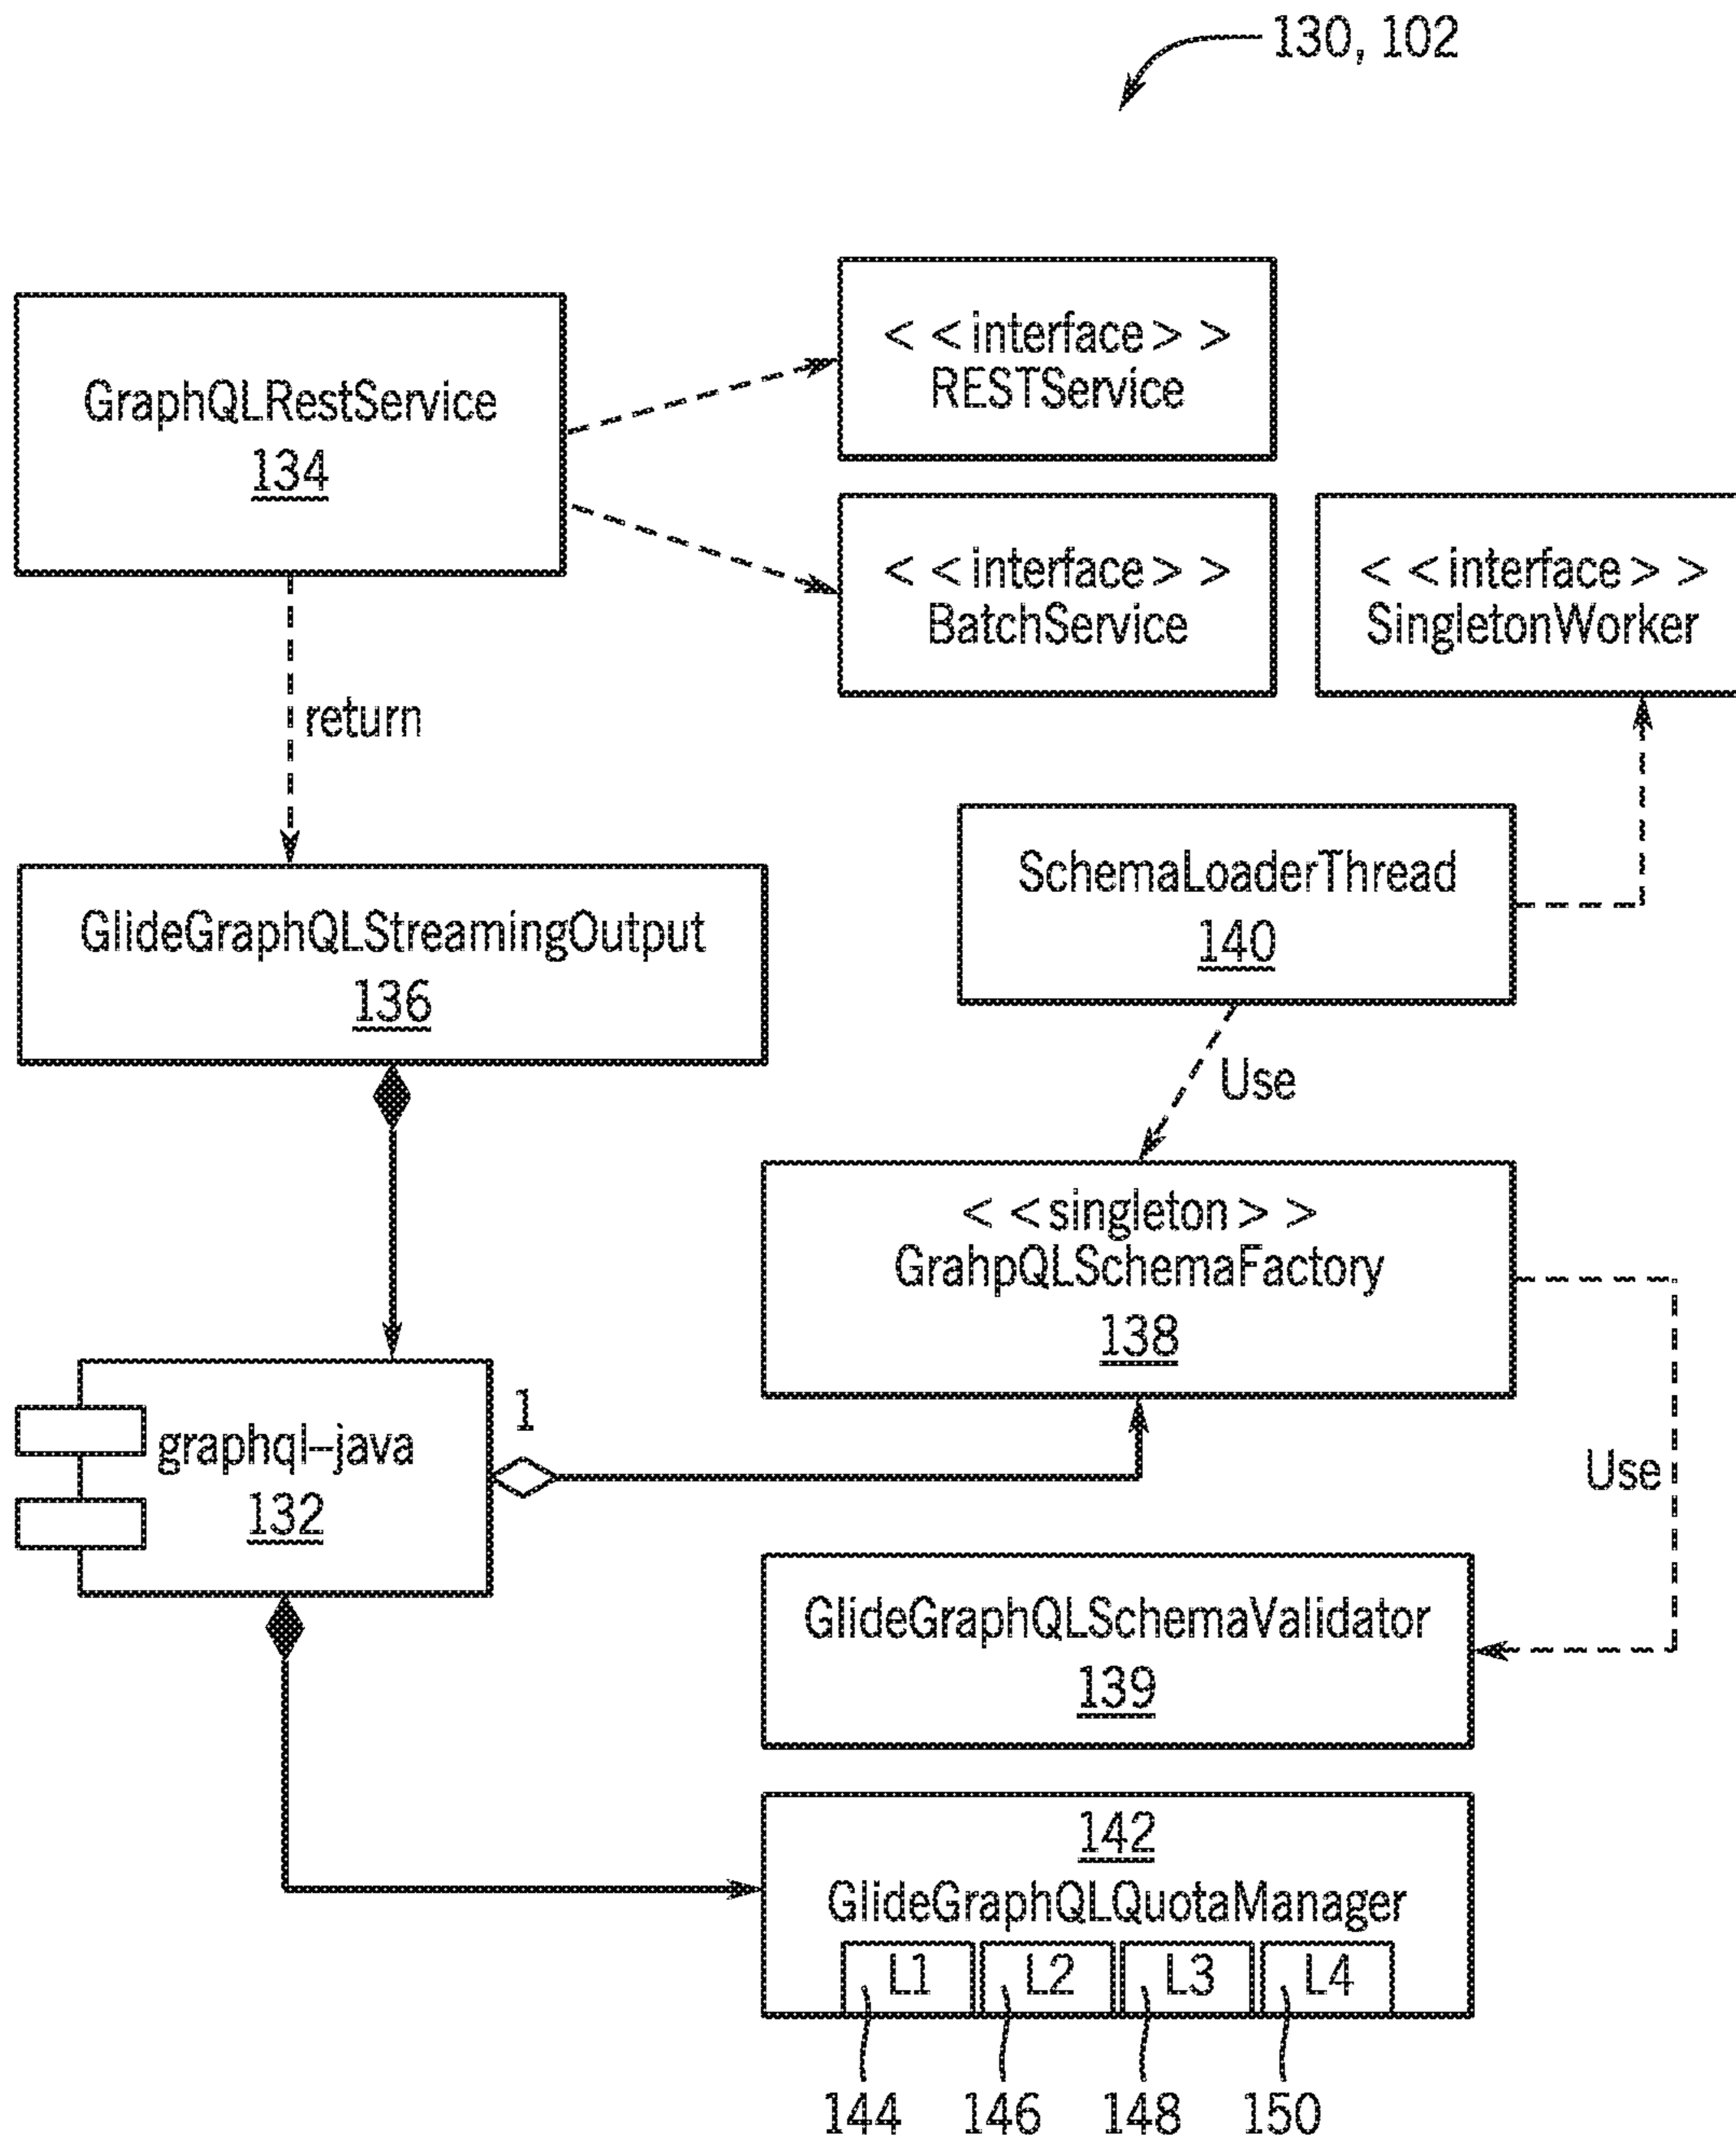 130, 102
GraphQLRestService
134
< < interface > >
RESTService
< < interface > >
BatchService
< < interface > >
SingletonWorker
return
SchemaLoaderThread
140
GlideGraphQLStreamingOutput
136
Use
< < singleton > >
GrahpQLSchemaFactory
138
1
graphql--java
132
Use
GlideGraphQLSchemaValidator
139
142
GlideGraphQLQuotaManager
L1 L2 L3 L4
144 146 148 150